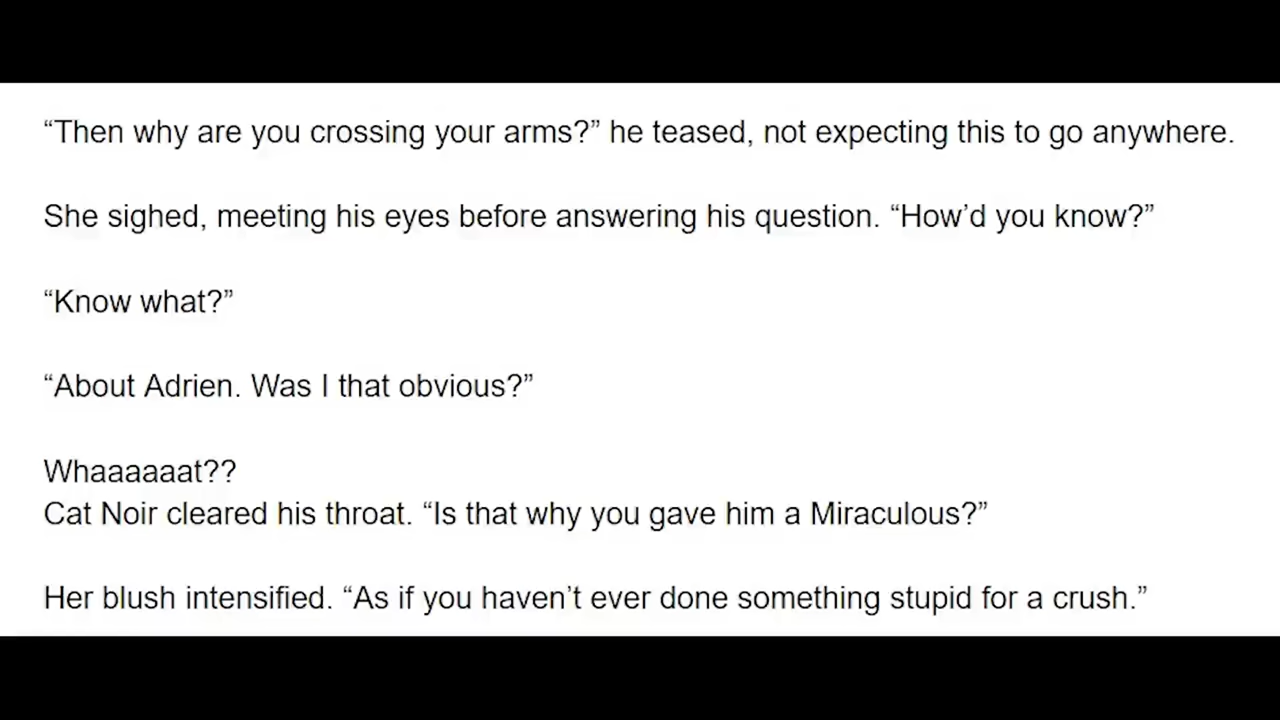 “Then why are you crossing your arms?” he teased, not expecting this to go anywhere.
She sighed, meeting his eyes before answering his question. “How’d you know?”
“Know what?”
“About Adrien. Was I that obvious?”
Whaaaaaat??
Cat Noir cleared his throat. “Is that why you gave him a Miraculous?”
Her blush intensified. “As if you haven’t ever done something stupid for a crush.”